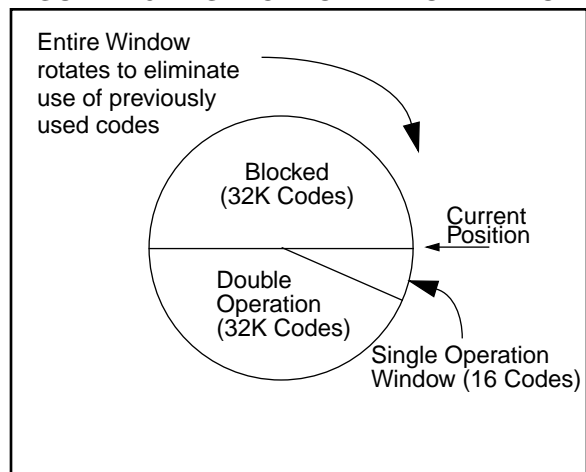 Entire Window
rotates to eliminate
use of previously
used codes
Blocked
(32K Codes)
Current
Position
Double
Operation
(32K Codes)
Single Operation
Window (16 Codes)